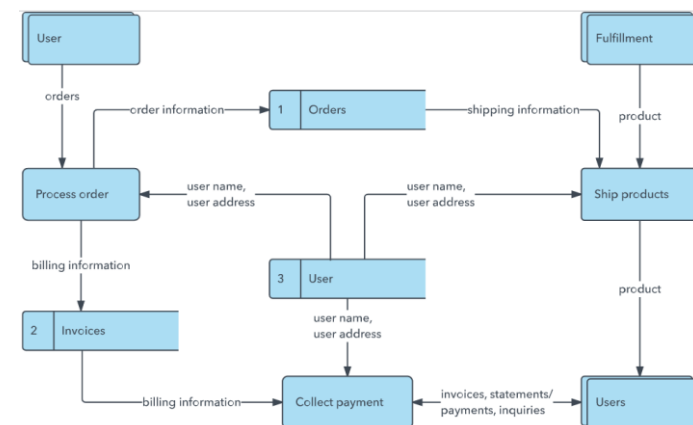 User
Fulfillment
orders
order information
1
Orders
shipping information
product
Process order
user name,
user address
user name,
user address
Ship products
billing information
3
User
product
2
Invoices
user name,
user address
billing information
Collect payment
invoices, statements/
payments, inquiries
Users